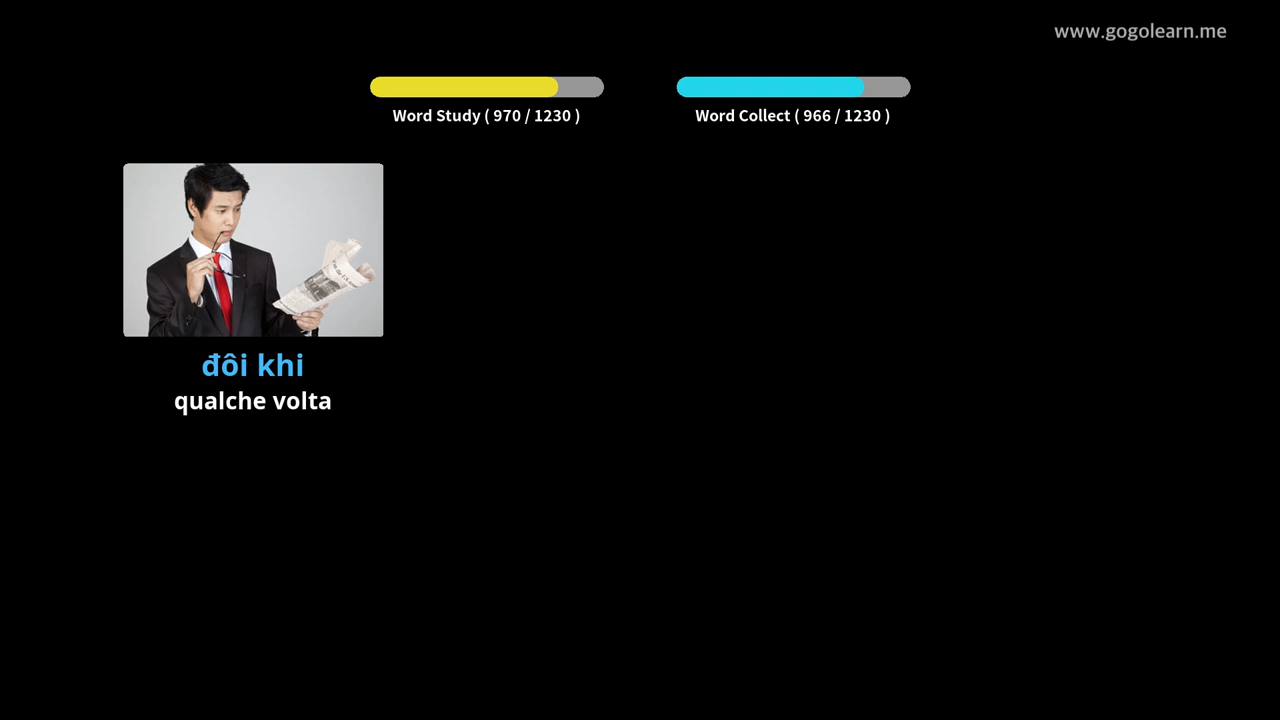 www.gogolearn.me
Word Study ( 970 / 1230 )
Word Collect ( 966 / 1230 )
đôi khi
qualche volta